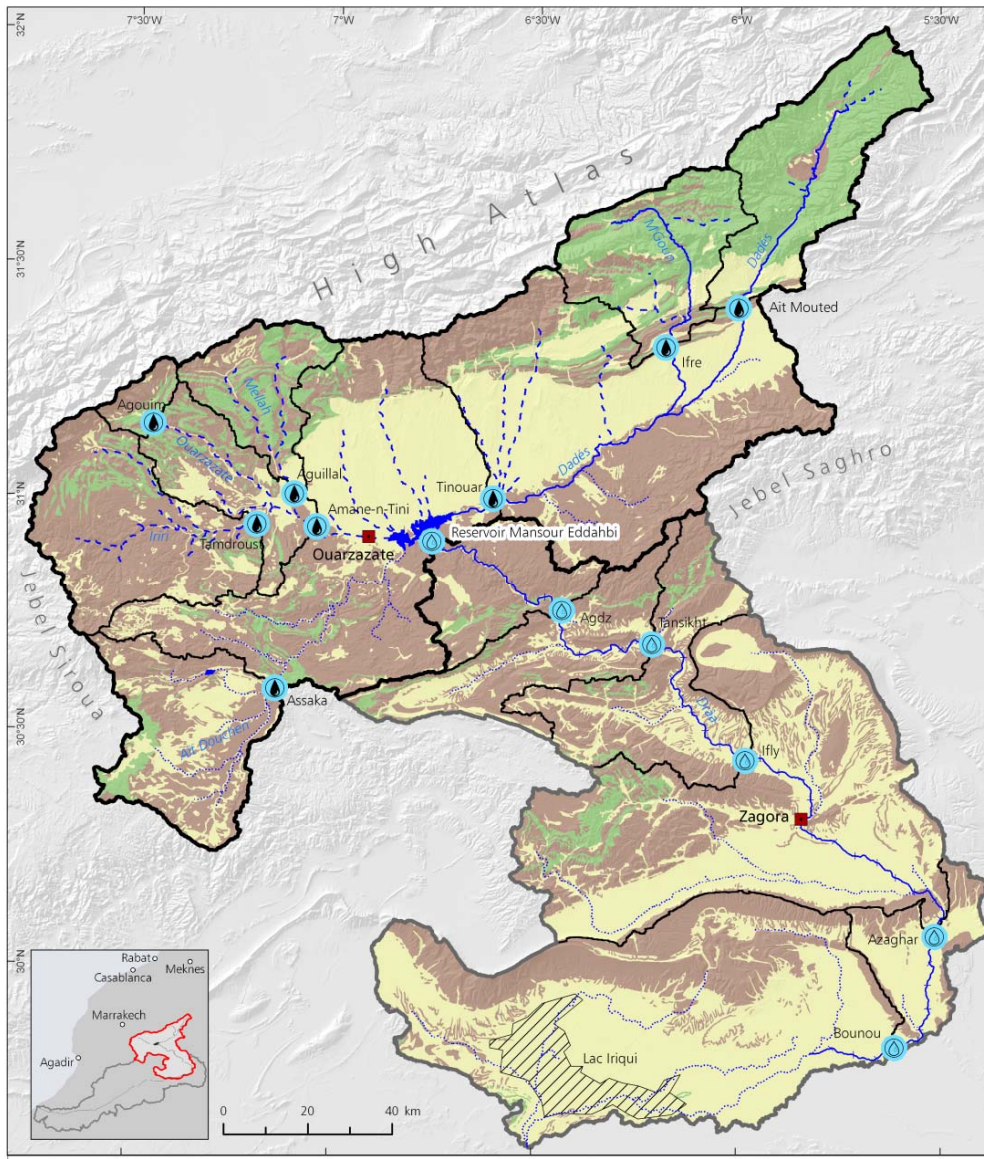 7°30'W
7°W
6°30'W
6°W
5°30'W
32°N
31°30'N
31°N
30°30'N
30°N
High Atlas
M'Goun
Dadès
Ait Mouted
Ifre
Agouim
Mellah
Ouarzazate
Aguillal
Dadès
Tinouar
Jebel Saghro
Amane-n-Tini
Iriri
Tamdroust
Ouarzazate
Reservoir Mansour Eddahbi
Agdz
Tansikht
Jebel Siroua
Assaka
Drâa
Ait Douchen
Ifly
Zagora
Azaghar
Bounou
Lac Iriqui
Rabat
Casablanca
Meknes
Marrakech
Agadir
0 20 40 km